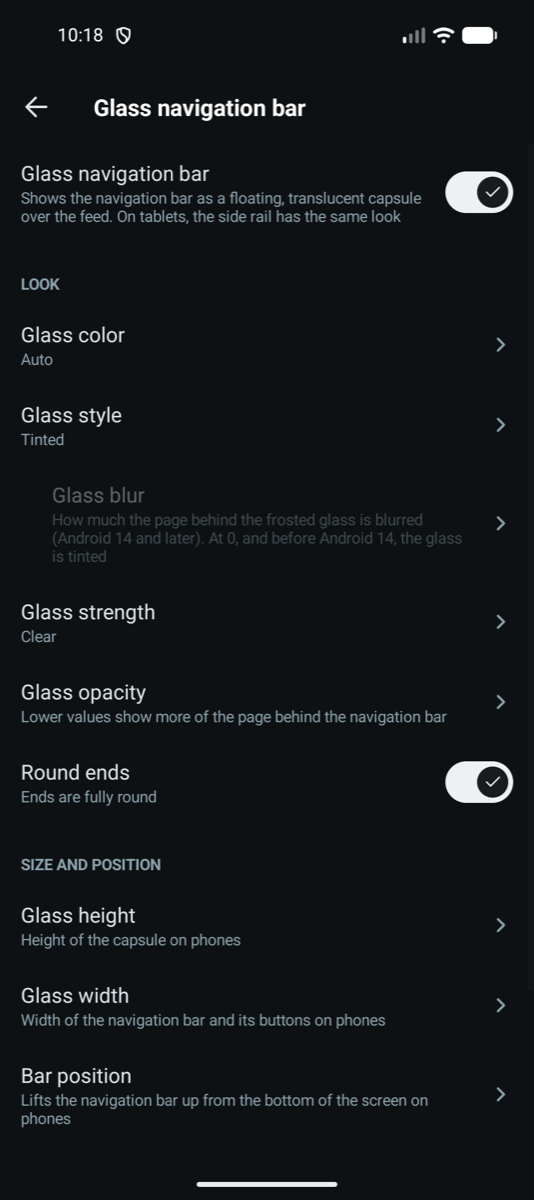 10:18
Glass navigation bar
Glass navigation bar
Shows the navigation bar as a floating, translucent capsule
over the feed. On tablets, the side rail has the same look
LOOK
Glass color
Auto
Glass style
Tinted
Glass blur
How much the page behind the frosted glass is blurred
(Android 14 and later). At 0, and before Android 14, the glass
is tinted
Glass strength
Clear
Glass opacity
Lower values show more of the page behind the navigation bar
Round ends
Ends are fully round
SIZE AND POSITION
Glass height
Height of the capsule on phones
Glass width
Width of the navigation bar and its buttons on phones
Bar position
Lifts the navigation bar up from the bottom of the screen on
phones